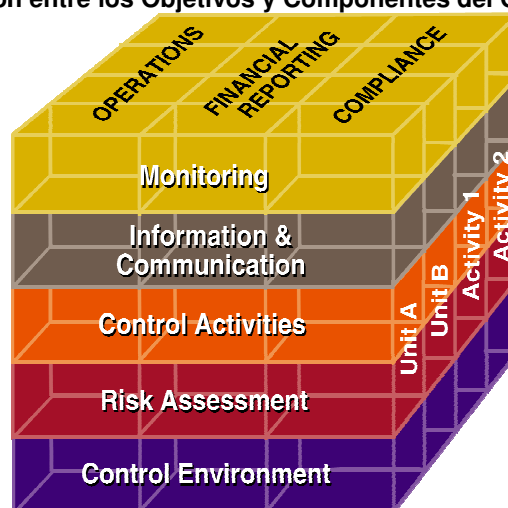 entre los Objetivos y Componentes del
OPERATIONS
FINANCIAL
REPORTING
COMPLIANCE
Monitoring
Information &
Communication
Control Activities
Risk Assessment
Control Environment
Unit A
Unit B
Activity 1
Activity 2